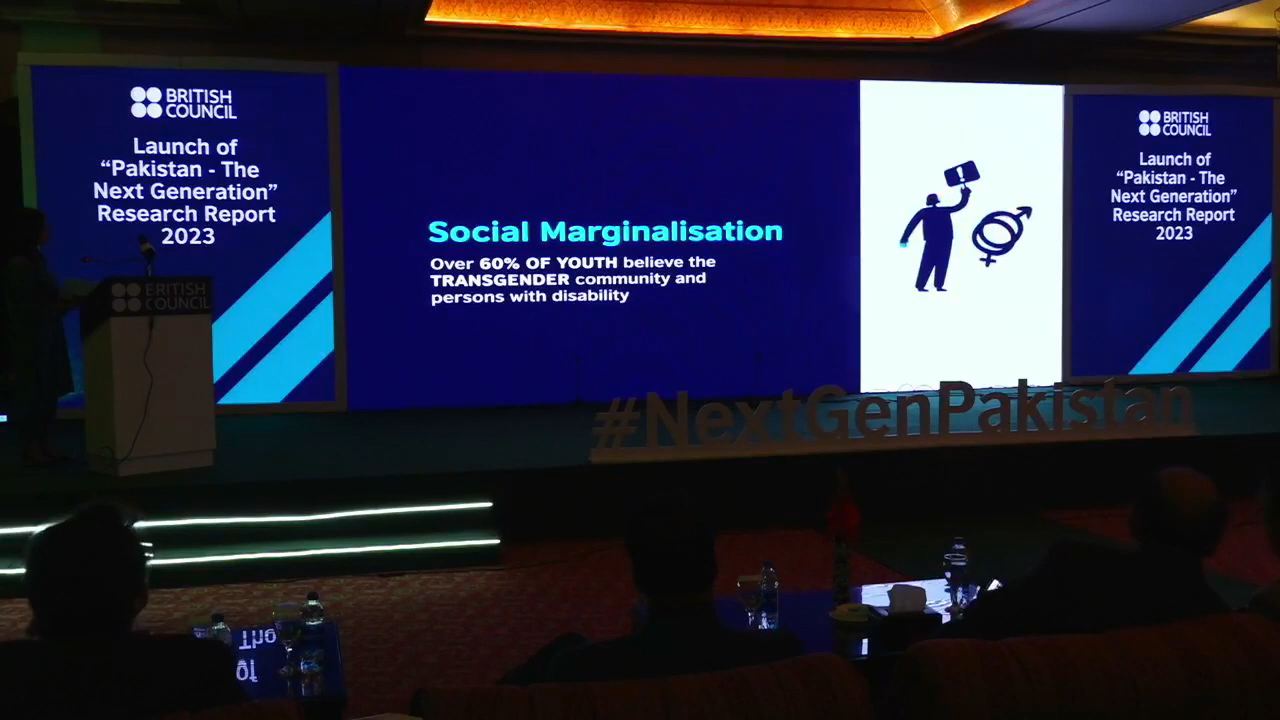 BRITISH
COUNCIL
Launch of
“Pakistan - The
Next Generation”
Research Report
2023
BRITISH
COUNCIL
Social Marginalisation
Over 60% OF YOUTH believe the
TRANSGENDER community and
persons with disability
!
BRITISH
COUNCIL
Launch of
“Pakistan - The
Next Generation”
Research Report
2023
#NextGenPakistan